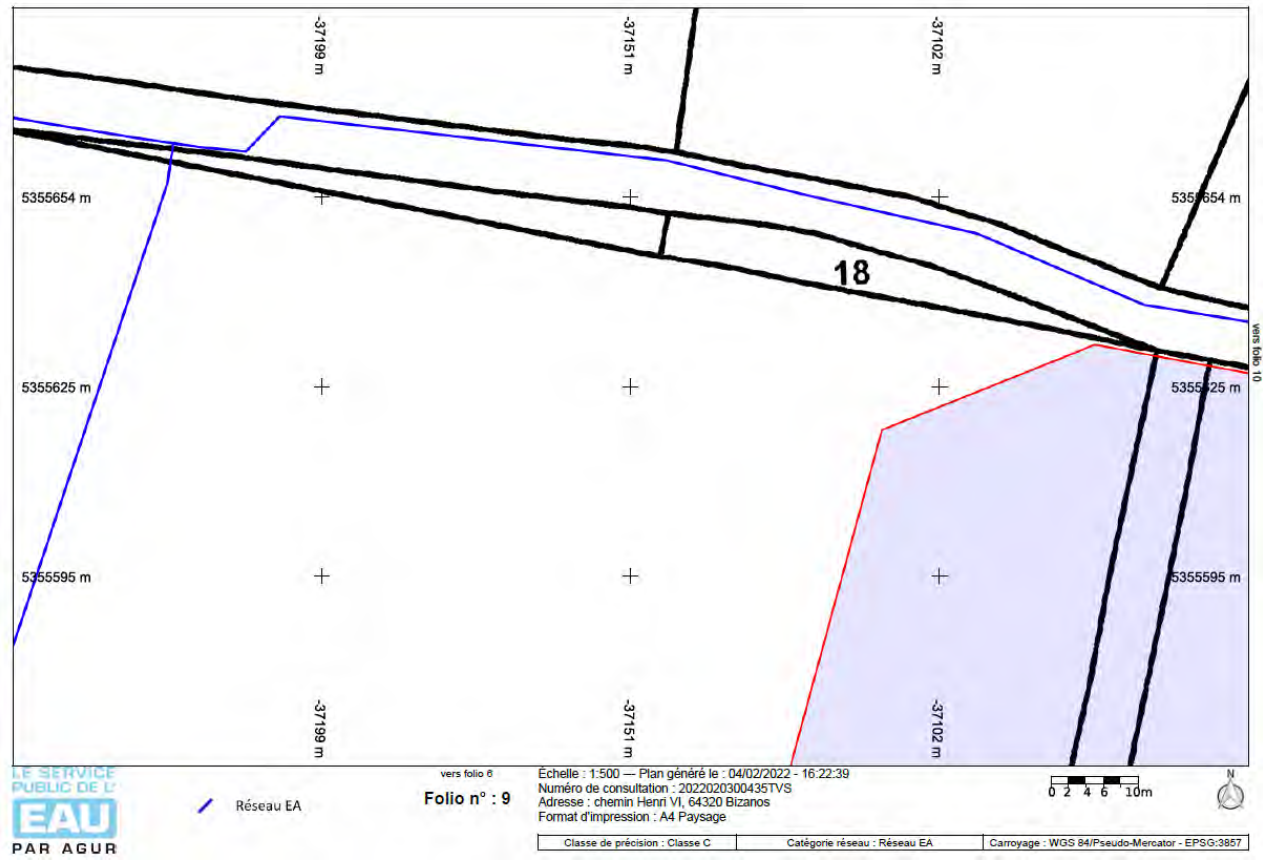 -37199 m
-37151 m
-37102 m
5355654 m
5355654 m
18
vers folio 10
5355625 m
5355625 m
5355595 m
5355595 m
-37199 m
-37151 m
-37102 m
LE SERVICE
PUBLIC DE L'
EAU
PAR AGUR
Réseau EA
vers folio 6
Folio n° : 9
Échelle : 1:500 — Plan généré le : 04/02/2022 - 16:22:39
Numéro de consultation : 2022020300435TVS
Adresse : chemin Henri VI, 64320 Bizanos
Format d'impression : A4 Paysage
0 2 4 6 10m
N
Classe de précision : Classe C
Catégorie réseau : Réseau EA
Carroyage : WGS 84/Pseudo-Mercator - EPSG:3857